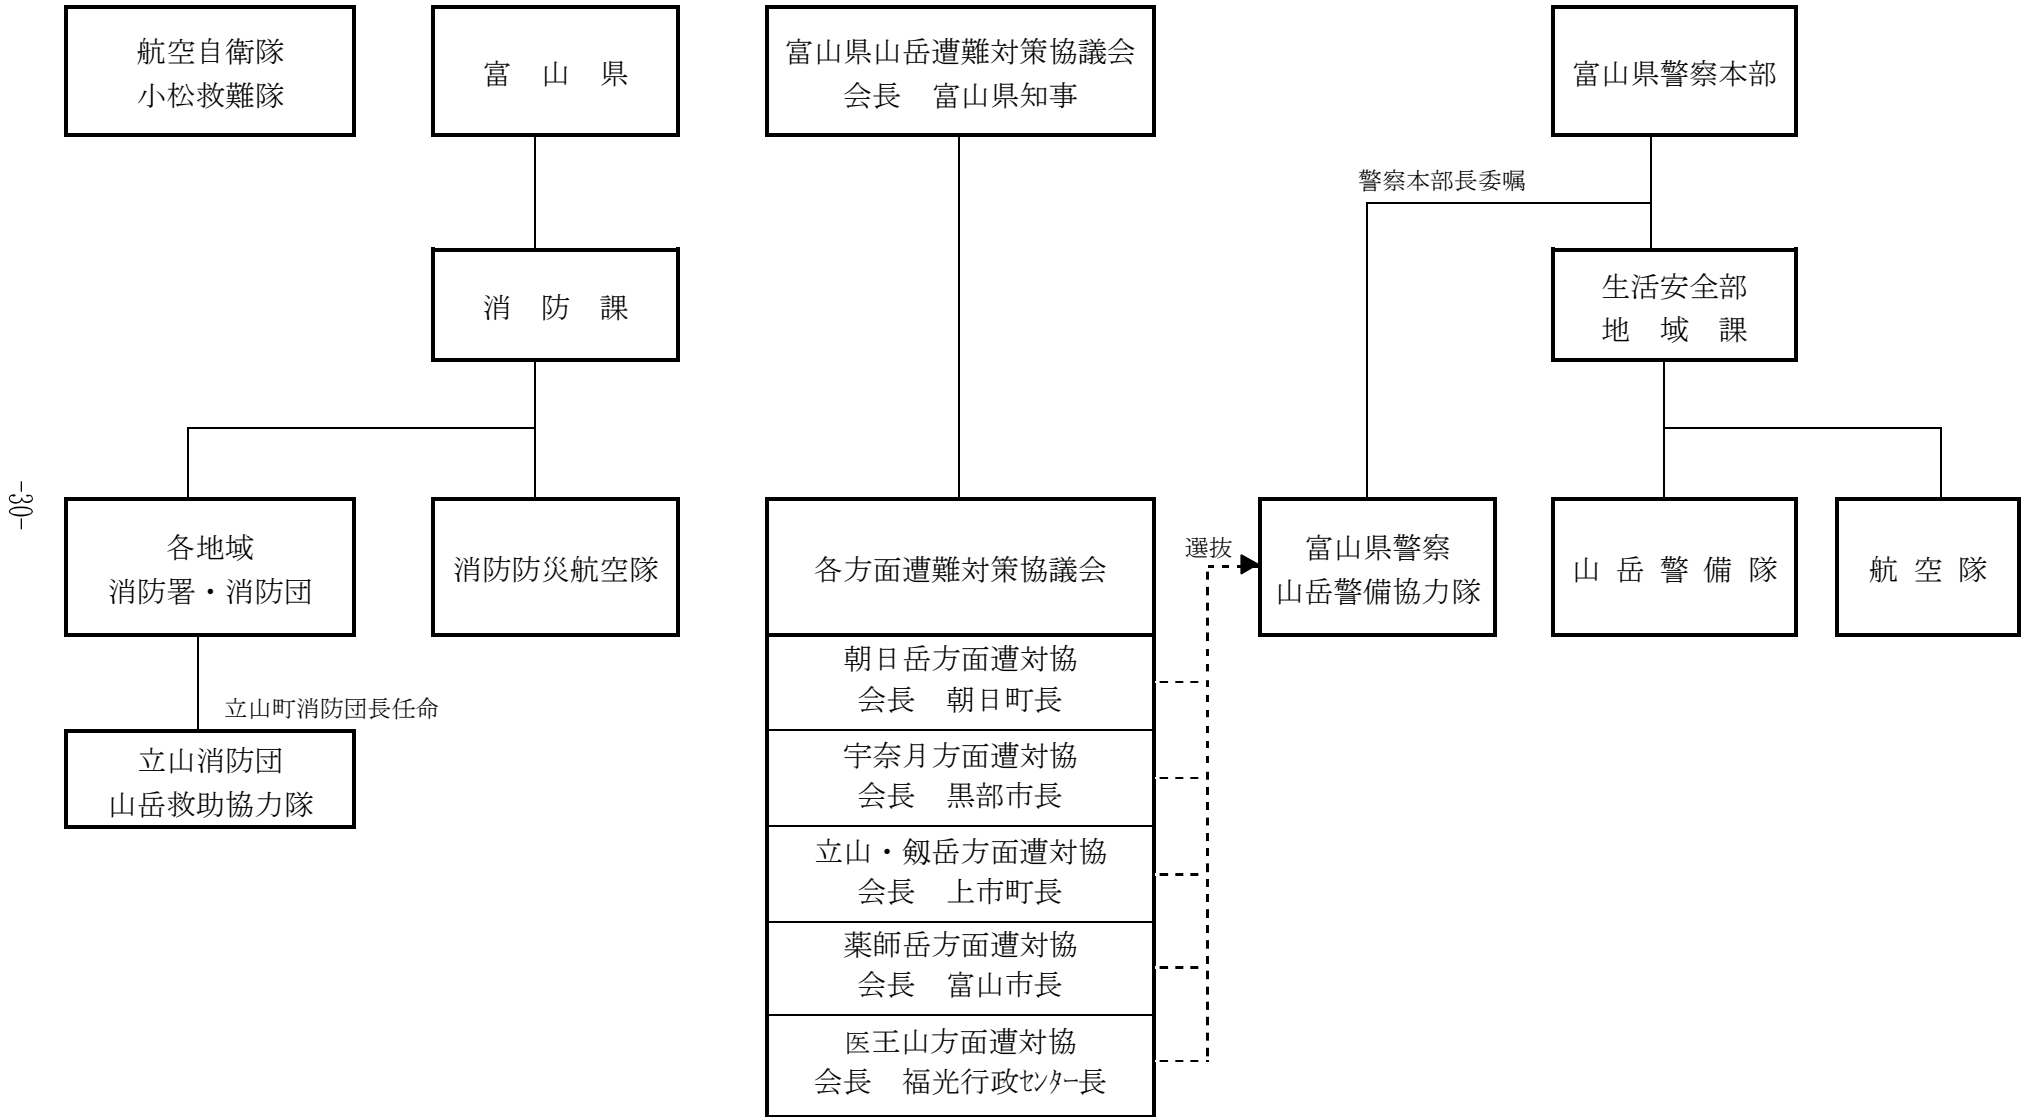 航空自衛隊
小松救難隊
富　山　県
富山県山岳遭難対策協議会
会長　富山県知事
富山県警察本部
警察本部長委嘱
消　防　課
生活安全部
地　域　課
-30-
各地域
消防署・消防団
消防防災航空隊
各方面遭難対策協議会
選抜
富山県警察
山岳警備協力隊
山 岳 警 備 隊
航 空 隊
立山町消防団長任命
立山消防団
山岳救助協力隊
朝日岳方面遭対協
会長　朝日町長
宇奈月方面遭対協
会長　黒部市長
立山・剱岳方面遭対協
会長　上市町長
薬師岳方面遭対協
会長　富山市長
医王山方面遭対協
会長　福光行政ｾﾝﾀｰ長